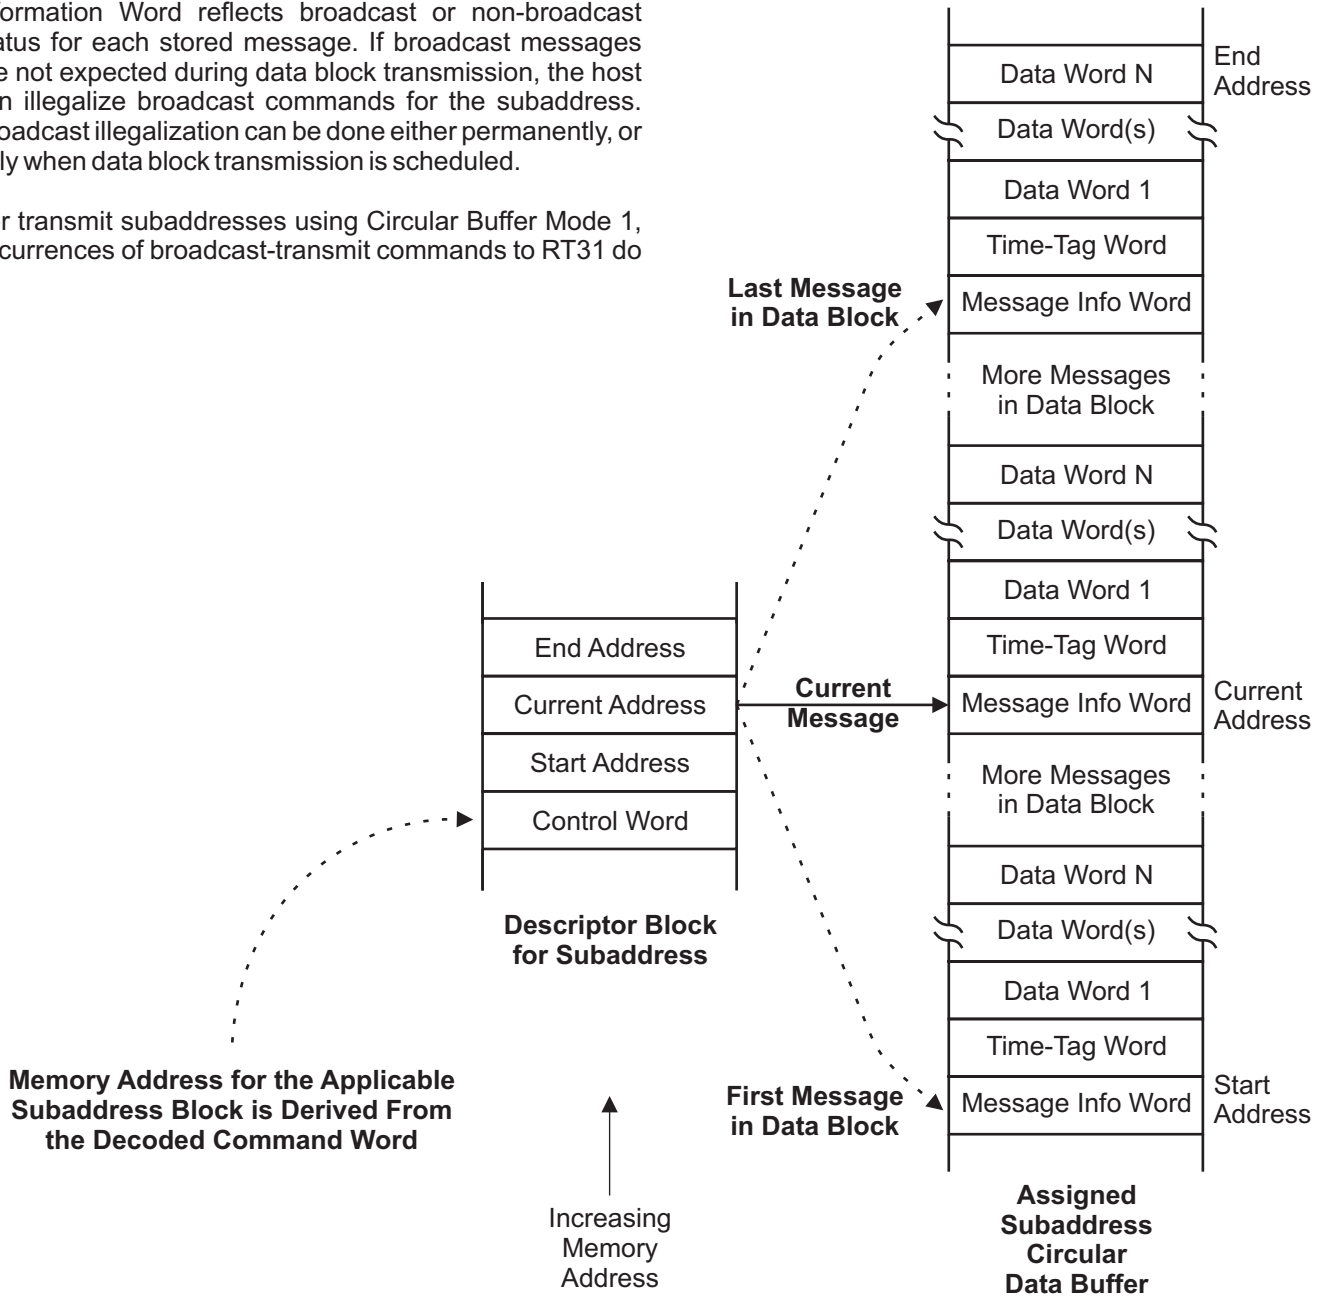 formation Word reflects broadcast or non-broadcast
atus for each stored message. If broadcast messages
e not expected during data block transmission, the host
n illegalize broadcast commands for the subaddress.
oadcast illegalization can be done either permanently, or
ly when data block transmission is scheduled.
r transmit subaddresses using Circular Buffer Mode 1,
currences of broadcast-transmit commands to RT31 do
Data Word N
End
Address
Data Word(s)
Data Word 1
Time-Tag Word
Last Message
in Data Block
Message Info Word
More Messages
in Data Block
Data Word N
Data Word(s)
Data Word 1
Time-Tag Word
Message Info Word
Current
Address
More Messages
in Data Block
Data Word N
Data Word(s)
Data Word 1
Time-Tag Word
Message Info Word
Start
Address
End Address
Current Address
Start Address
Control Word
Current
Message
Descriptor Block
for Subaddress
Memory Address for the Applicable
Subaddress Block is Derived From
the Decoded Command Word
First Message
in Data Block
Increasing
Memory
Address
Assigned
Subaddress
Circular
Data Buffer